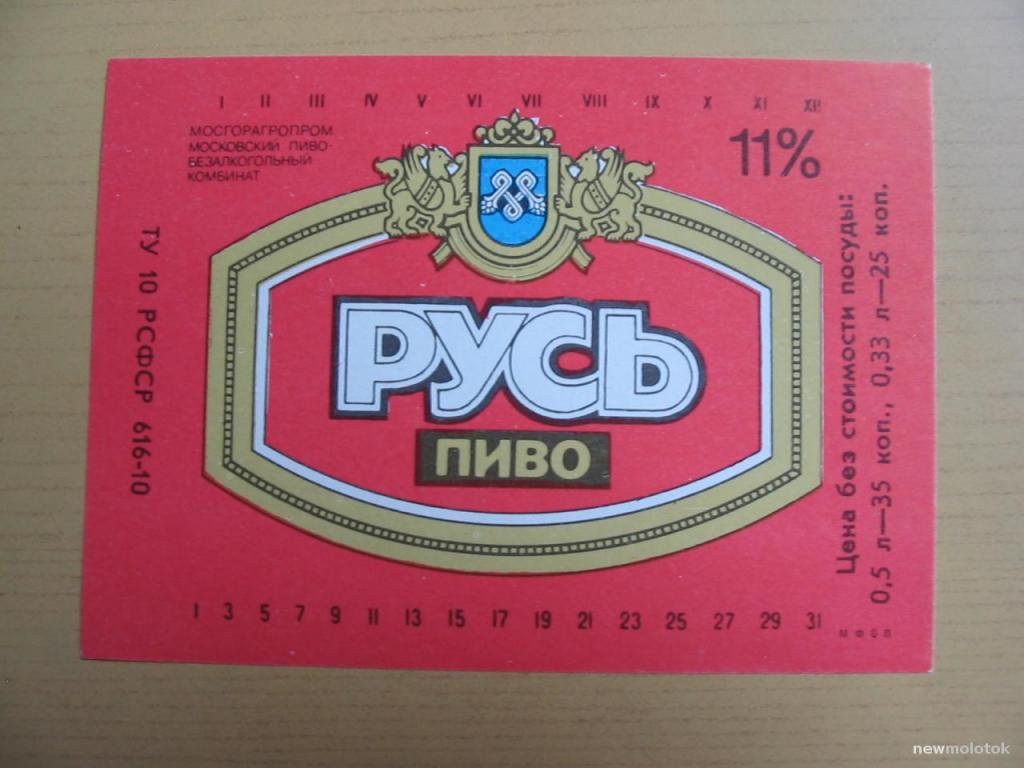 I II III IV V VI VII VIII IX X XI XII
МОСГОРАГРОПРОМ
МОСКОВСКИЙ ПИВО-
БЕЗАЛКОГОЛЬНЫЙ
КОМБИНАТ
11%
ТУ 10 РСФСР 616-10
РУСЬ
ПИВО
Цена без стоимости посуды:
0,5 л—35 коп., 0,33 л—25 коп.
1 3 5 7 9 11 13 15 17 19 21 23 25 27 29 31
МФБП
newmolotok